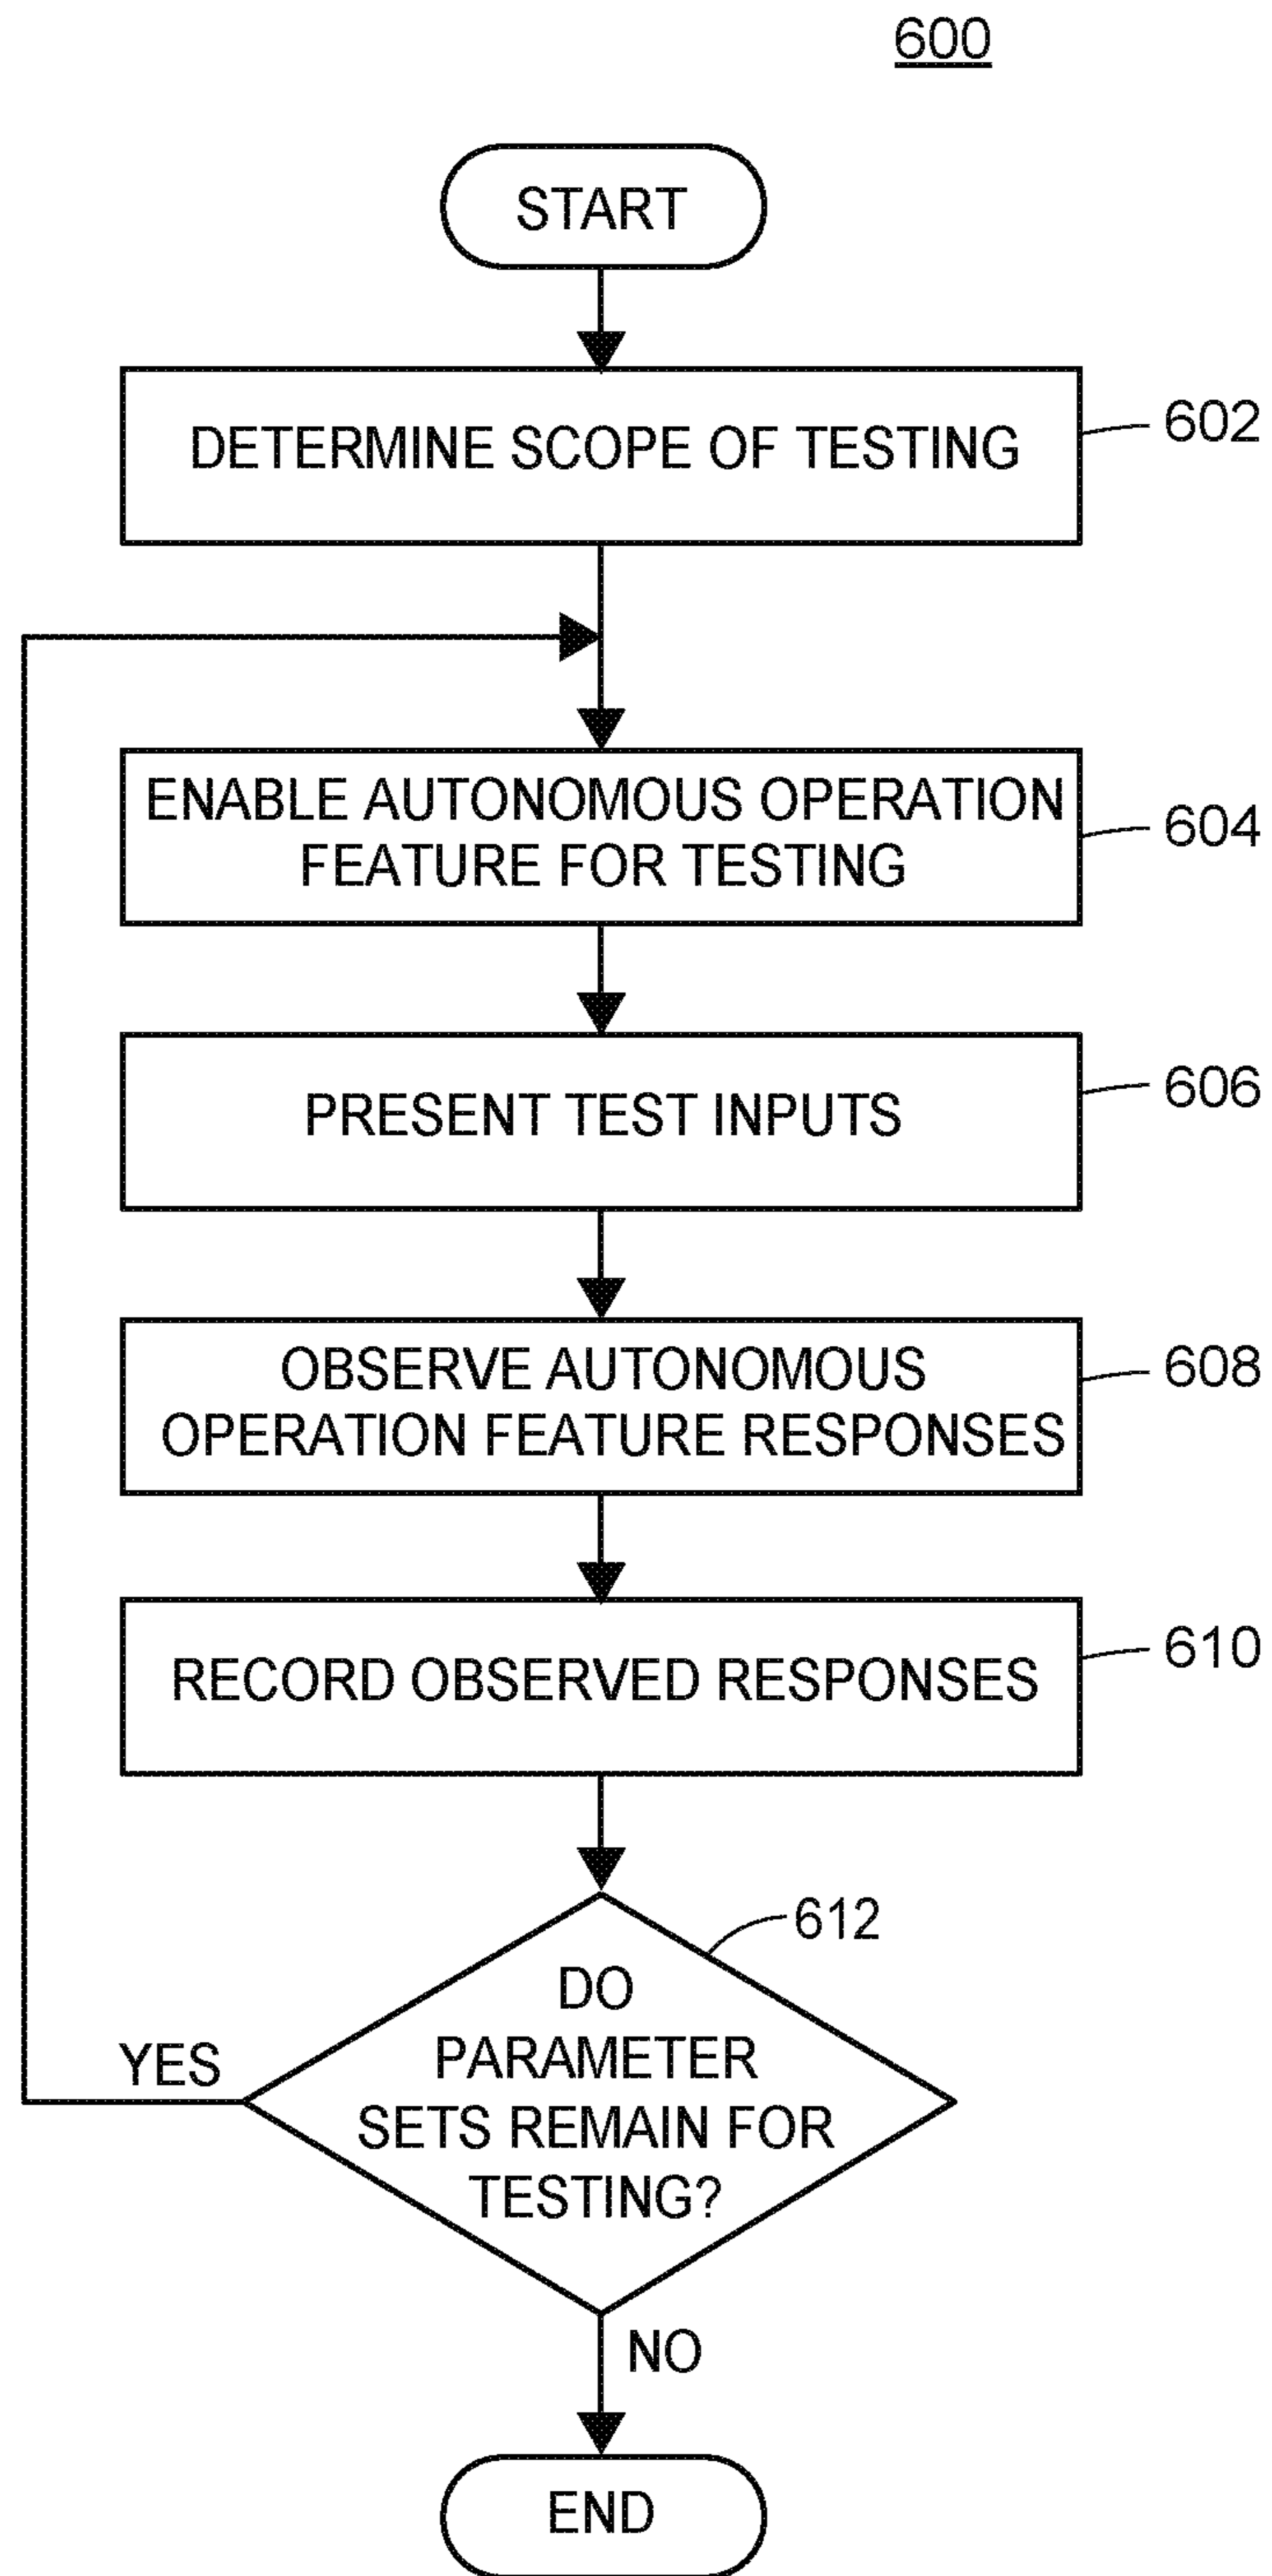 600
START
DETERMINE SCOPE OF TESTING
602
ENABLE AUTONOMOUS OPERATION
FEATURE FOR TESTING
604
PRESENT TEST INPUTS
606
OBSERVE AUTONOMOUS
OPERATION FEATURE RESPONSES
608
RECORD OBSERVED RESPONSES
610
612
DO
PARAMETER
SETS REMAIN FOR
TESTING?
YES
NO
END